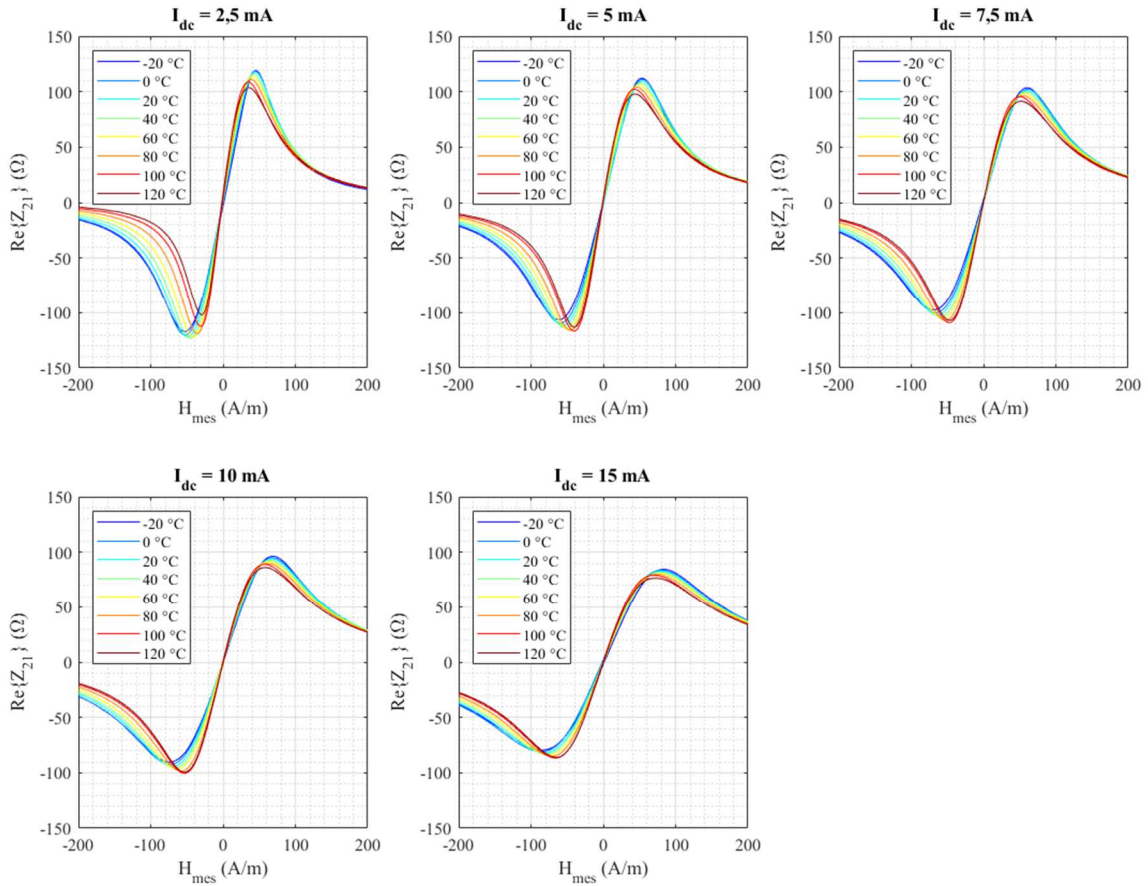 I_dc = 2,5 mA
150
100
50
0
-50
-100
-150
Re{Z_21} (Ω)
-20 °C
0 °C
20 °C
40 °C
60 °C
80 °C
100 °C
120 °C
-200 -100 0 100 200
H_mes (A/m)
I_dc = 5 mA
150
100
50
0
-50
-100
-150
Re{Z_21} (Ω)
-20 °C
0 °C
20 °C
40 °C
60 °C
80 °C
100 °C
120 °C
-200 -100 0 100 200
H_mes (A/m)
I_dc = 7,5 mA
150
100
50
0
-50
-100
-150
Re{Z_21} (Ω)
-20 °C
0 °C
20 °C
40 °C
60 °C
80 °C
100 °C
120 °C
-200 -100 0 100 200
H_mes (A/m)
I_dc = 10 mA
150
100
50
0
-50
-100
-150
Re{Z_21} (Ω)
-20 °C
0 °C
20 °C
40 °C
60 °C
80 °C
100 °C
120 °C
-200 -100 0 100 200
H_mes (A/m)
I_dc = 15 mA
150
100
50
0
-50
-100
-150
Re{Z_21} (Ω)
-20 °C
0 °C
20 °C
40 °C
60 °C
80 °C
100 °C
120 °C
-200 -100 0 100 200
H_mes (A/m)